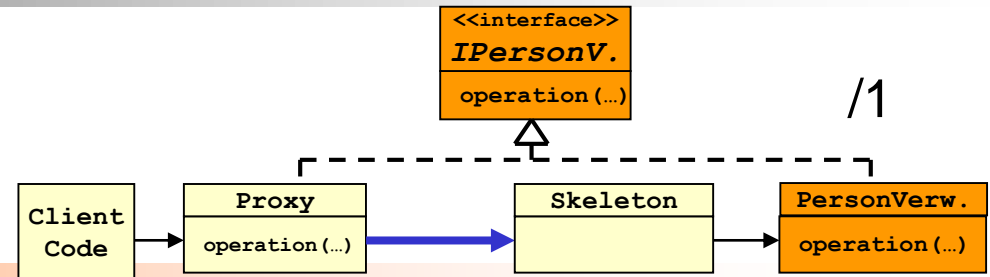 <<interface>>
IPersonV.
operation(…)
/1
Client
Code
Proxy
operation(…)
Skeleton
PersonVerw.
operation(…)